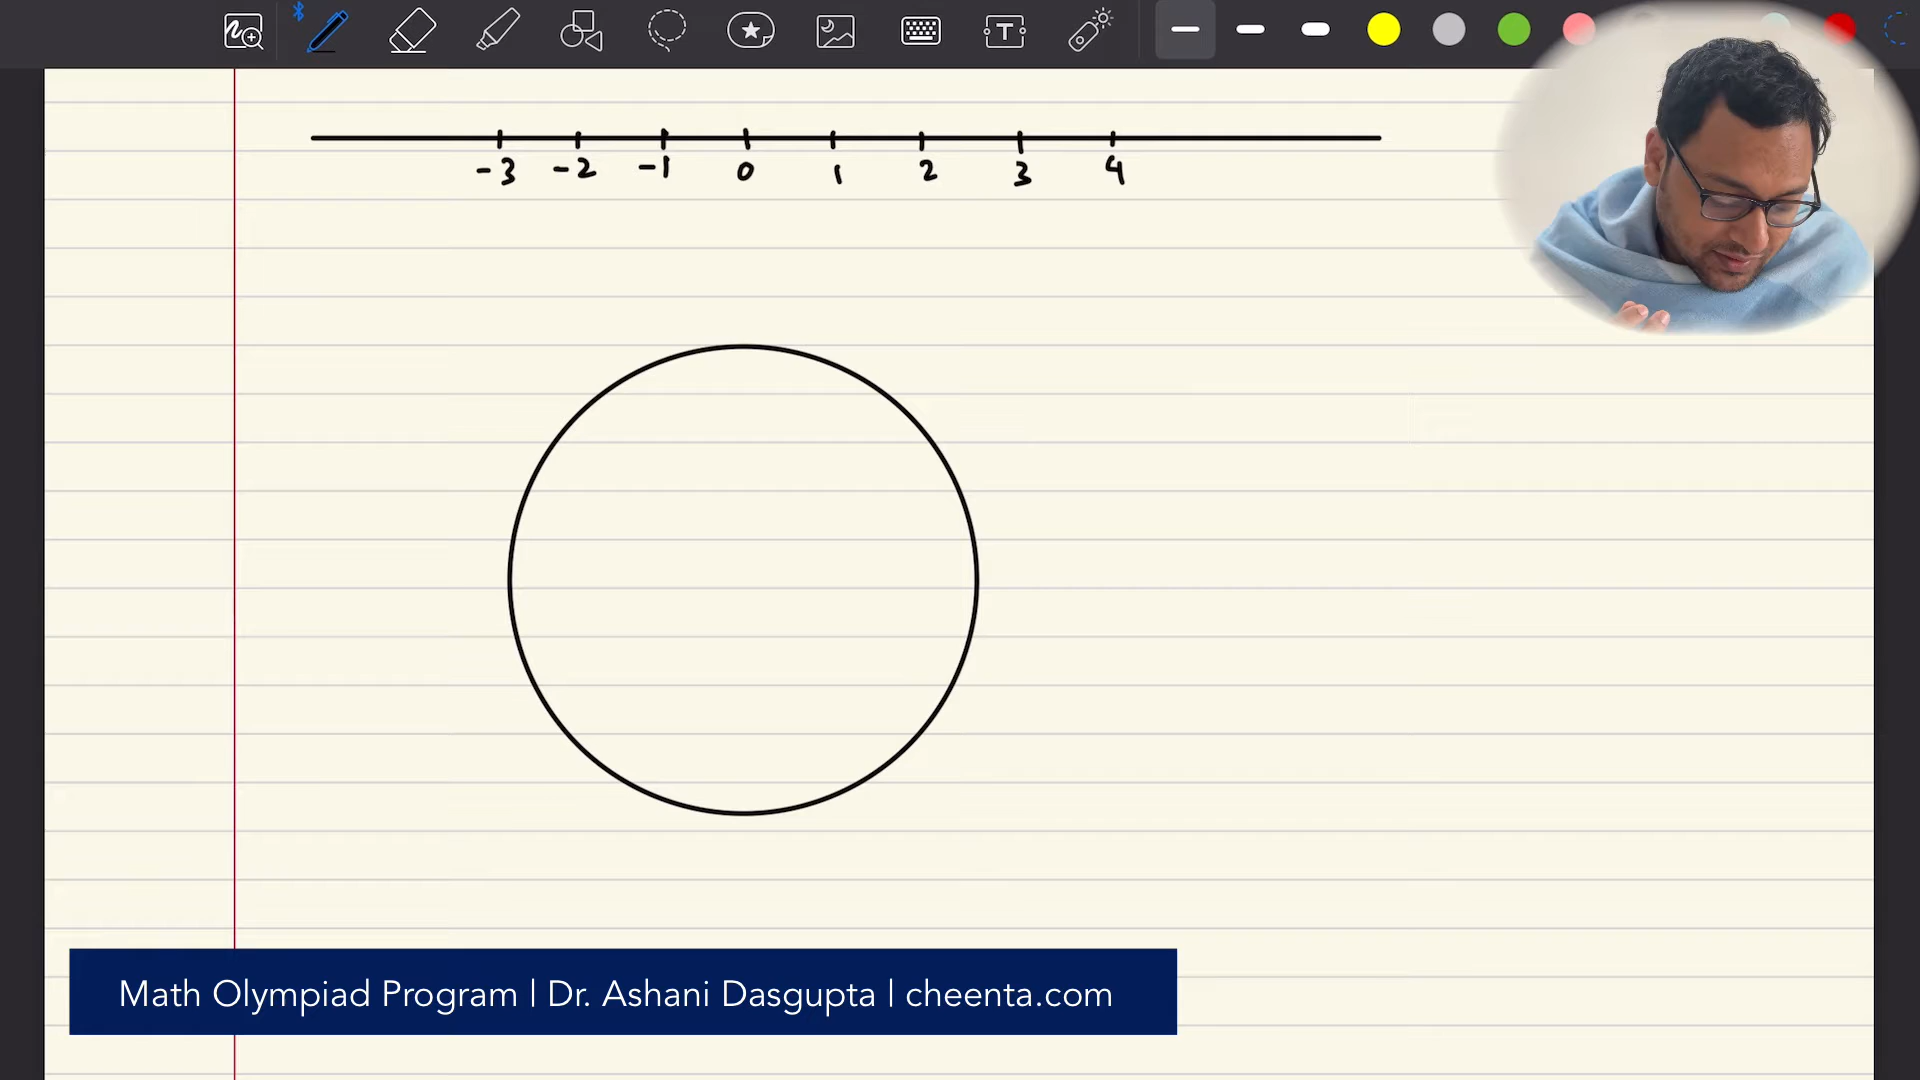 -3 -2 -1 0 1 2 3 4
Math Olympiad Program | Dr. Ashani Dasgupta | cheenta.com